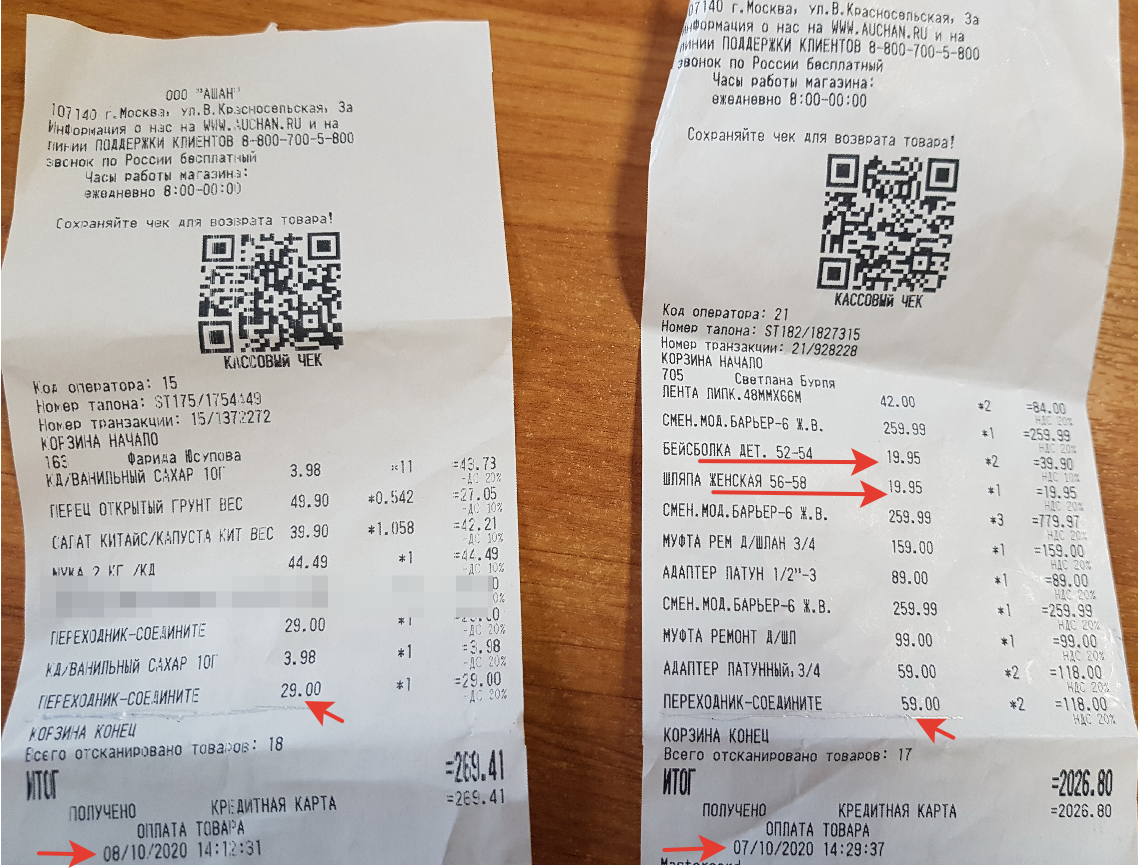 ООО "АШАН"
107140 г.Москва, ул.В.Красносельская, 3а
Информация о нас на WWW.AUCHAN.RU и на
линии ПОДДЕРЖКИ КЛИЕНТОВ 8-800-700-5-800
звонок по России бесплатный
Часы работы магазина:
ежедневно 8:00-00:00
Сохраняйте чек для возврата товара!
КАССОВЫЙ ЧЕК
Код оператора: 15
Номер талона: ST175/1754449
Номер транзакции: 15/1372272
КОРЗИНА НАЧАЛО
163 Фарида Юсупова
КД/ВАНИЛЬНЫЙ САХАР 10Г 3.98 *11 =43.73
НДС 20%
ПЕРЕЦ ОТКРЫТЫЙ ГРУНТ ВЕС 49.90 *0.542 =27.05
НДС 10%
САГАТ КИТАЙС/КАПУСТА КИТ ВЕС 39.90 *1.058 =42.21
НДС 10%
МУКА 2 КГ /КД 44.49 *1 =44.49
НДС 10%
ПЕРЕХОДНИК-СОЕДИНИТЕ 29.00 *1
НДС 20%
КД/ВАНИЛЬНЫЙ САХАР 10Г 3.98 *1 =3.98
НДС 20%
ПЕРЕХОДНИК-СОЕДИНИТЕ 29.00 *1 =29.00
НДС 20%
КОРЗИНА КОНЕЦ
Всего отсканировано товаров: 18
ИТОГ =269.41
ПОЛУЧЕНО КРЕДИТНАЯ КАРТА =269.41
ОПЛАТА ТОВАРА
08/10/2020 14:12:31
107140 г.Москва, ул.В.Красносельская, 3а
Информация о нас на WWW.AUCHAN.RU и на
линии ПОДДЕРЖКИ КЛИЕНТОВ 8-800-700-5-800
звонок по России бесплатный
Часы работы магазина:
ежедневно 8:00-00:00
Сохраняйте чек для возврата товара!
КАССОВЫЙ ЧЕК
Код оператора: 21
Номер талона: ST182/1827315
Номер транзакции: 21/928228
КОРЗИНА НАЧАЛО
705 Светлана Бурля
ЛЕНТА ЛИПК.48ММХ66М 42.00 *2 =84.00
НДС 20%
СМЕН.МОД.БАРЬЕР-6 Ж.В. 259.99 *1 =259.99
НДС 20%
БЕЙСБОЛКА ДЕТ. 52-54 19.95 *2 =39.90
НДС 10%
ШЛЯПА ЖЕНСКАЯ 56-58 19.95 *1 =19.95
НДС 20%
СМЕН.МОД.БАРЬЕР-6 Ж.В. 259.99 *3 =779.97
НДС 20%
МУФТА РЕМ Д/ШЛАН 3/4 159.00 *1 =159.00
НДС 20%
АДАПТЕР ЛАТУН 1/2"-3 89.00 *1 =89.00
НДС 20%
СМЕН.МОД.БАРЬЕР-6 Ж.В. 259.99 *1 =259.99
НДС 20%
МУФТА РЕМОНТ Д/ШЛ 99.00 *1 =99.00
НДС 20%
АДАПТЕР ЛАТУННЫЙ,3/4 59.00 *2 =118.00
НДС 20%
ПЕРЕХОДНИК-СОЕДИНИТЕ 59.00 *2 =118.00
НДС 20%
КОРЗИНА КОНЕЦ
Всего отсканировано товаров: 17
ИТОГ =2026.80
ПОЛУЧЕНО КРЕДИТНАЯ КАРТА =2026.80
ОПЛАТА ТОВАРА
07/10/2020 14:29:37